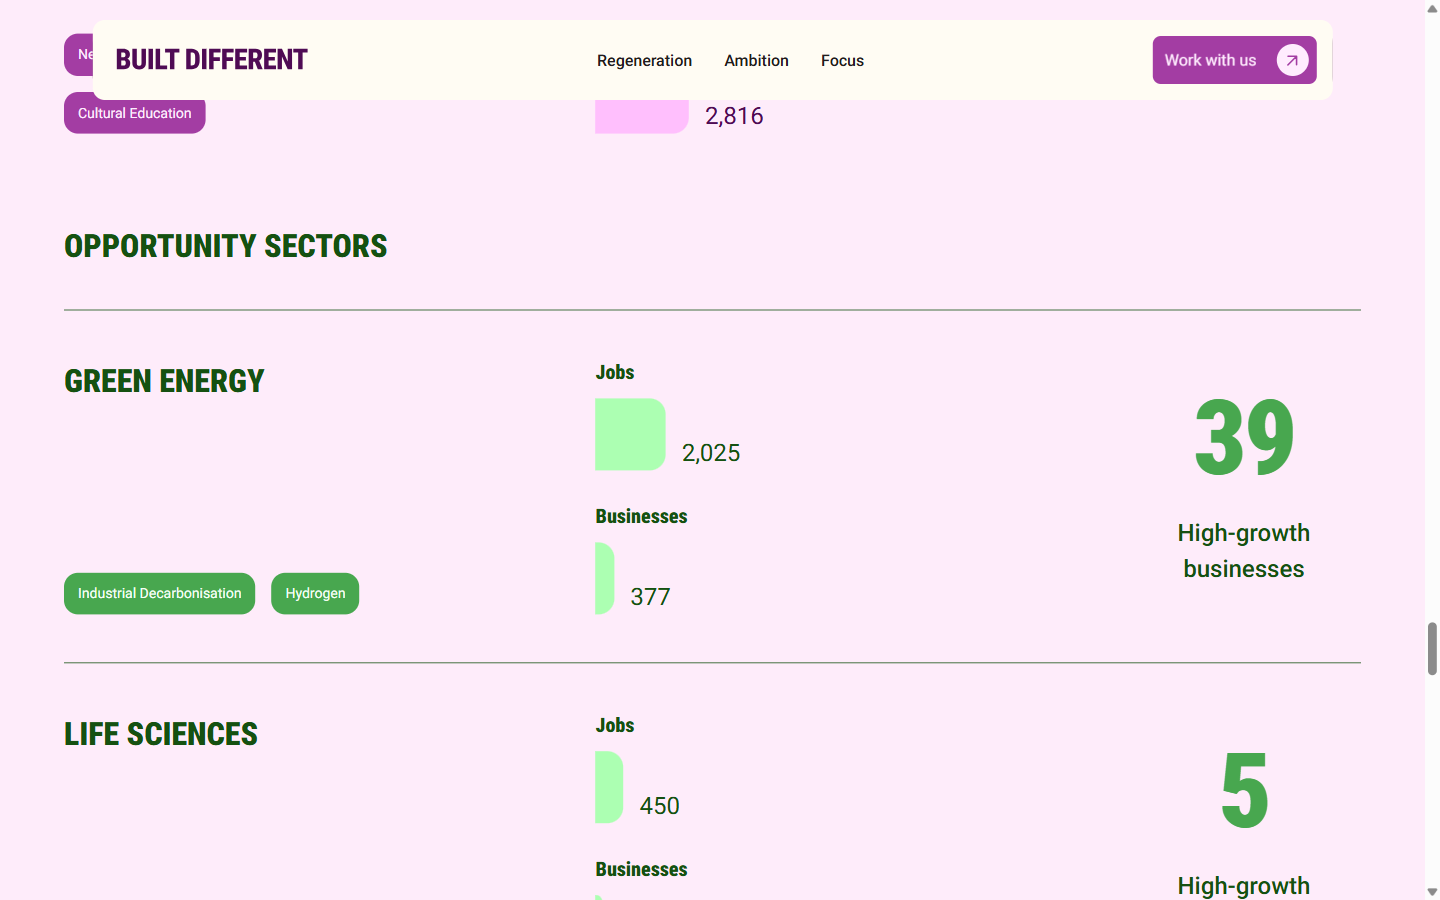 BUILT DIFFERENT
Regeneration
Ambition
Focus
Work with us
Cultural Education
2,816
OPPORTUNITY SECTORS
GREEN ENERGY
Jobs
2,025
Businesses
377
39
High-growth
businesses
Industrial Decarbonisation
Hydrogen
LIFE SCIENCES
Jobs
450
Businesses
5
High-growth